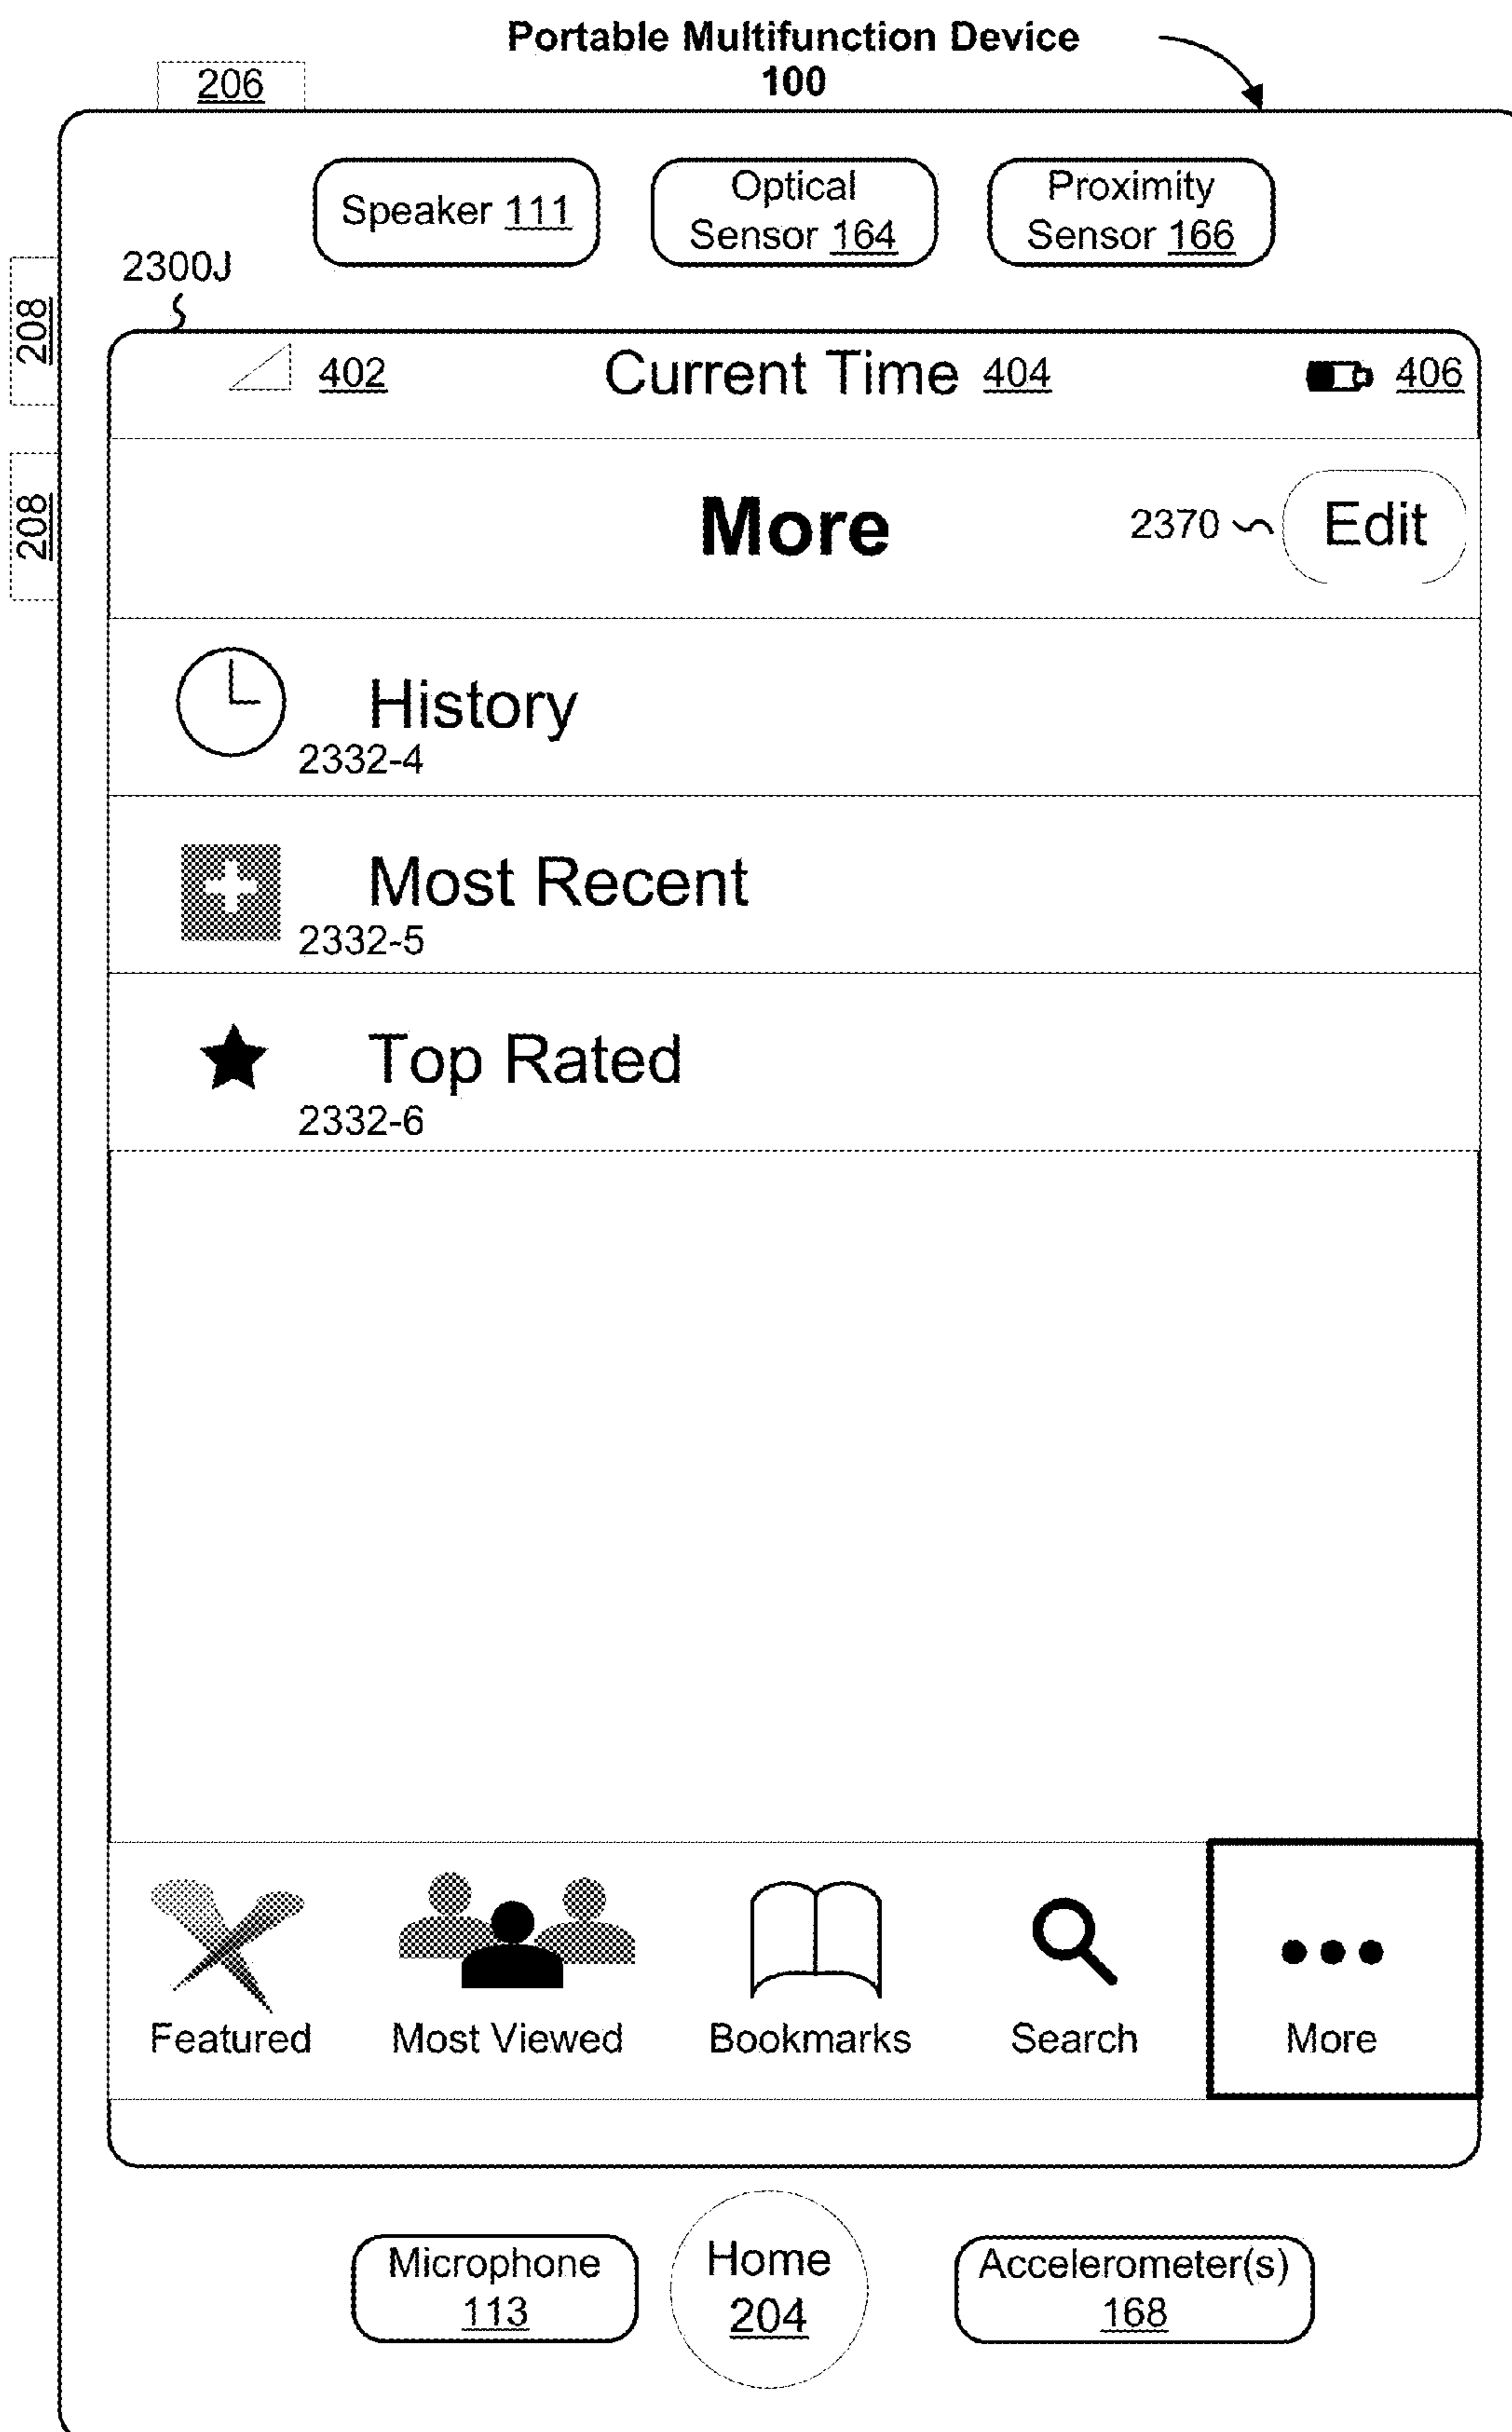 Portable Multifunction Device
100
206
Speaker 111
Optical
Sensor 164
Proximity
Sensor 166
2300J
208
208
402
Current Time 404
406
More
2370
Edit
History
2332-4
Most Recent
2332-5
Top Rated
2332-6
Featured
Most Viewed
Bookmarks
Search
More
Microphone
113
Home
204
Accelerometer(s)
168